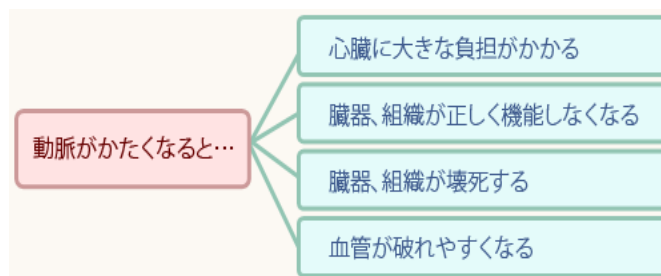 動脈がかたくなると…
心臓に大きな負担がかかる
臓器、組織が正しく機能しなくなる
臓器、組織が壊死する
血管が破れやすくなる